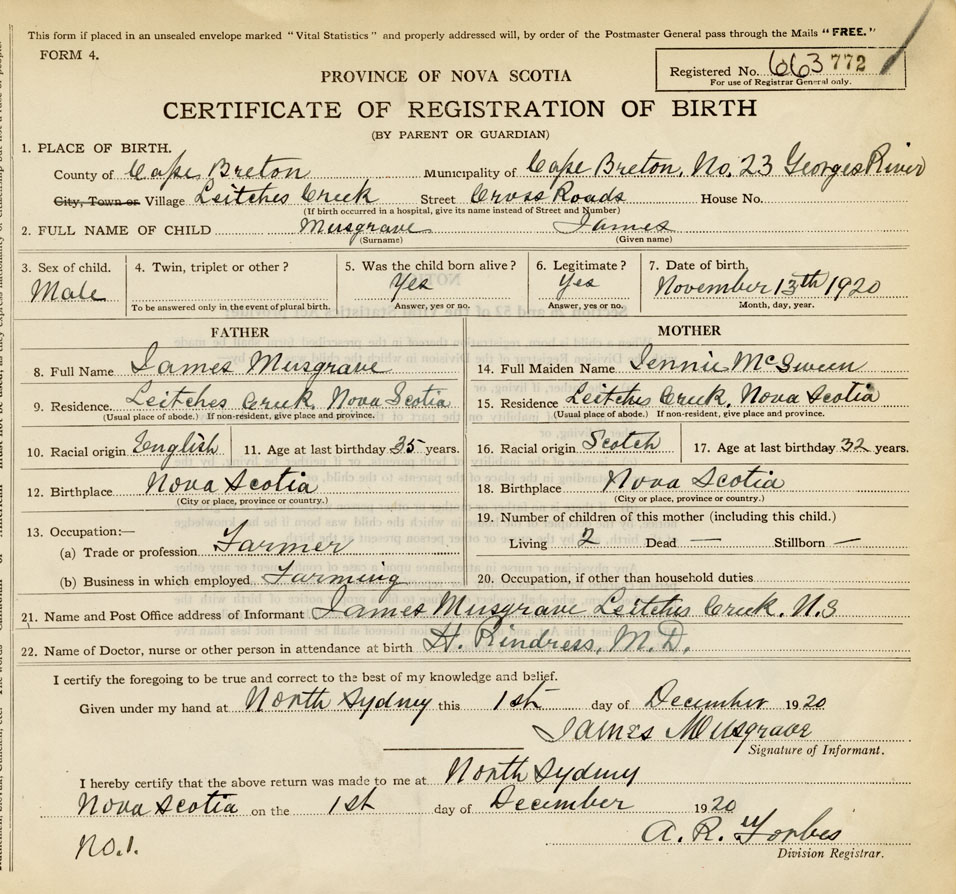 This form if placed in an unsealed envelope marked "Vital Statistics" and properly addressed will, by order of the Postmaster General pass through the Mails "FREE."
FORM 4.
Registered No. 663772
For use of Registrar General only.
PROVINCE OF NOVA SCOTIA
CERTIFICATE OF REGISTRATION OF BIRTH
(BY PARENT OR GUARDIAN)
1. PLACE OF BIRTH.
County of Cape Breton Municipality of Cape Breton, No. 23 Georges River
City, Town or Village Leitches Creek Street Cross Roads House No.
(If birth occurred in a hospital, give its name instead of Street and Number)
2. FULL NAME OF CHILD Musgrave James
(Surname) (Given name)
3. Sex of child. 4. Twin, triplet or other? 5. Was the child born alive? 6. Legitimate? 7. Date of birth.
Male Yes Yes November 13th 1920
To be answered only in the event of plural birth. Answer, yes or no. Answer, yes or no. Month, day, year.
FATHER
8. Full Name James Musgrave
9. Residence. Leitches Creek, Nova Scotia
(Usual place of abode.) If non-resident, give place and province.
10. Racial origin English 11. Age at last birthday 35 years.
12. Birthplace Nova Scotia
(City or place, province or country.)
13. Occupation:—
(a) Trade or profession Farmer
(b) Business in which employed Farming
MOTHER
14. Full Maiden Name Jennie McSween
15. Residence. Leitches Creek, Nova Scotia
(Usual place of abode.) If non-resident, give place and province.
16. Racial origin Scotch 17. Age at last birthday 32 years.
18. Birthplace Nova Scotia
(City or place, province or country.)
19. Number of children of this mother (including this child.)
Living 2 Dead — Stillborn —
20. Occupation, if other than household duties
21. Name and Post Office address of Informant James Musgrave Leitches Creek, N.S
22. Name of Doctor, nurse or other person in attendance at birth H. Rindress, M.D.
I certify the foregoing to be true and correct to the best of my knowledge and belief.
Given under my hand at North Sydney this 1st day of December 1920
James Musgrave
Signature of Informant.
I hereby certify that the above return was made to me at North Sydney
Nova Scotia on the 1st day of December 1920
A. R. Forbes
Division Registrar.
No.1.